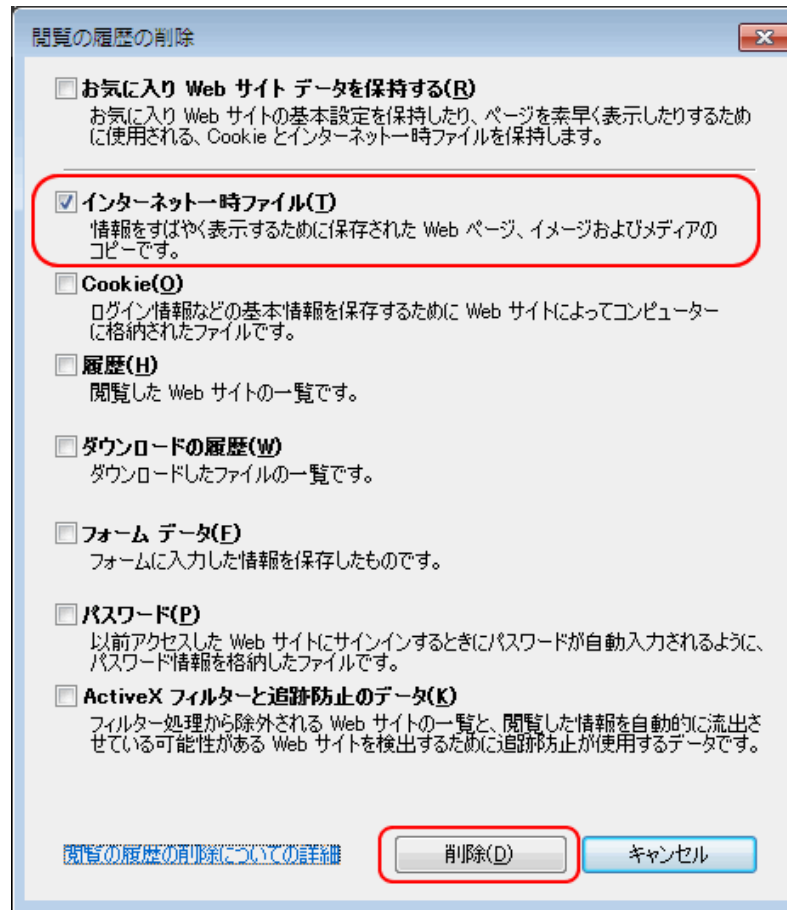 閲覧の履歴の削除
お気に入り Web サイト データを保持する(R)
お気に入り Web サイトの基本設定を保持したり、ページを素早く表示したりするため
に使用される、Cookie とインターネット一時ファイルを保持します。
インターネット一時ファイル(T)
情報をすばやく表示するために保存された Web ページ、イメージおよびメディアの
コピーです。
Cookie(O)
ログイン情報などの基本情報を保存するために Web サイトによってコンピューター
に格納されたファイルです。
履歴(H)
閲覧した Web サイトの一覧です。
ダウンロードの履歴(W)
ダウンロードしたファイルの一覧です。
フォーム データ(F)
フォームに入力した情報を保存したものです。
パスワード(P)
以前アクセスした Web サイトにサインインするときにパスワードが自動入力されるように、
パスワード情報を格納したファイルです。
ActiveX フィルターと追跡防止のデータ(K)
フィルター処理から除外される Web サイトの一覧と、閲覧した情報を自動的に流出さ
せている可能性がある Web サイトを検出するために追跡防止が使用するデータです。
閲覧の履歴の削除についての詳細
削除(D)
キャンセル